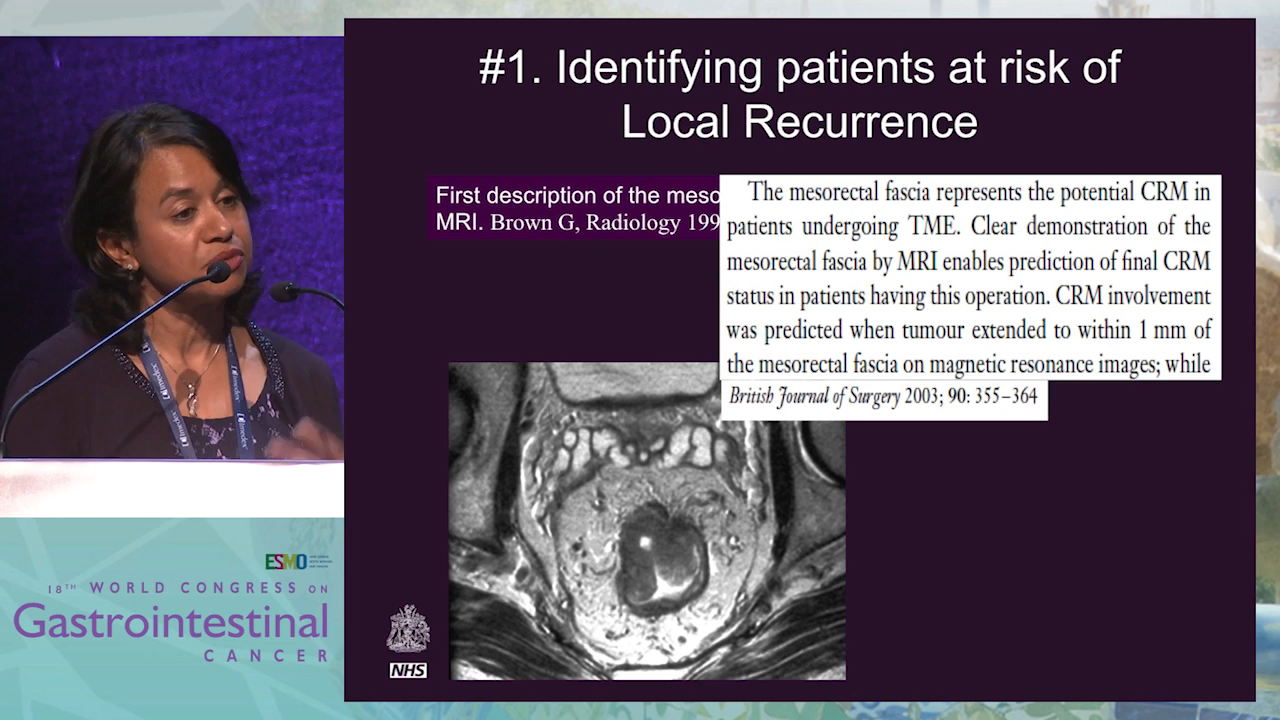 #1. Identifying patients at risk of
Local Recurrence
First description of the meso
MRI. Brown G, Radiology 199
The mesorectal fascia represents the potential CRM in
patients undergoing TME. Clear demonstration of the
mesorectal fascia by MRI enables prediction of final CRM
status in patients having this operation. CRM involvement
was predicted when tumour extended to within 1 mm of
the mesorectal fascia on magnetic resonance images; while
British Journal of Surgery 2003; 90: 355–364
NHS
ESMO
18TH WORLD CONGRESS ON
Gastrointestinal
CANCER
imedex
imedex